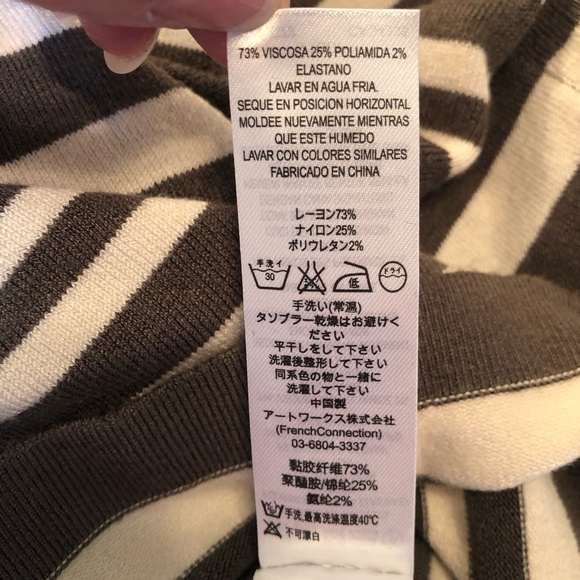 73% VISCOSA 25% POLIAMIDA 2%
ELASTANO
LAVAR EN AGUA FRIA.
SEQUE EN POSICION HORIZONTAL
MOLDEE NUEVAMENTE MIENTRAS
QUE ESTE HUMEDO
LAVAR CON COLORES SIMILARES
FABRICADO EN CHINA
レーヨン73%
ナイロン25%
ポリウレタン2%
手洗イ 30 低 ドライ
手洗い(常温)
タンブラー乾燥はお避けく
ださい
平干しをして下さい
洗濯後整形して下さい
同系色の物と一緒に
洗濯して下さい
中国製
アートワークス株式会社
(FrenchConnection)
03-6804-3337
黏胶纤维73%
聚醯胺/锦纶25%
氨纶2%
手洗,最高洗涤温度40℃
不可漂白